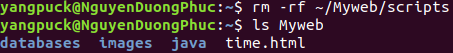 yangpuck@NguyenDuongPhuc:~$ rm -rf ~/Myweb/scripts
yangpuck@NguyenDuongPhuc:~$ ls Myweb
databases  images  java  time.html